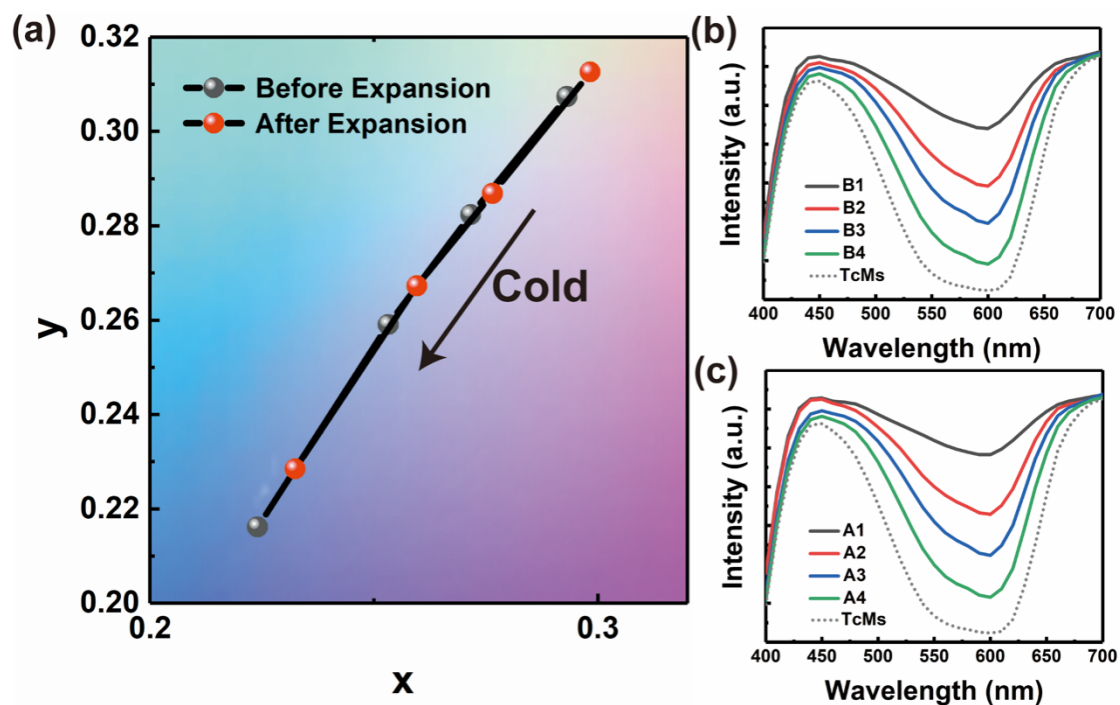 (a)
0.32
0.30
0.28
0.26
0.24
0.22
0.20
y
Before Expansion
After Expansion
Cold
0.2
0.3
x
(b)
Intensity (a.u.)
B1
B2
B3
B4
TcMs
400 450 500 550 600 650 700
Wavelength (nm)
(c)
Intensity (a.u.)
A1
A2
A3
A4
TcMs
400 450 500 550 600 650 700
Wavelength (nm)